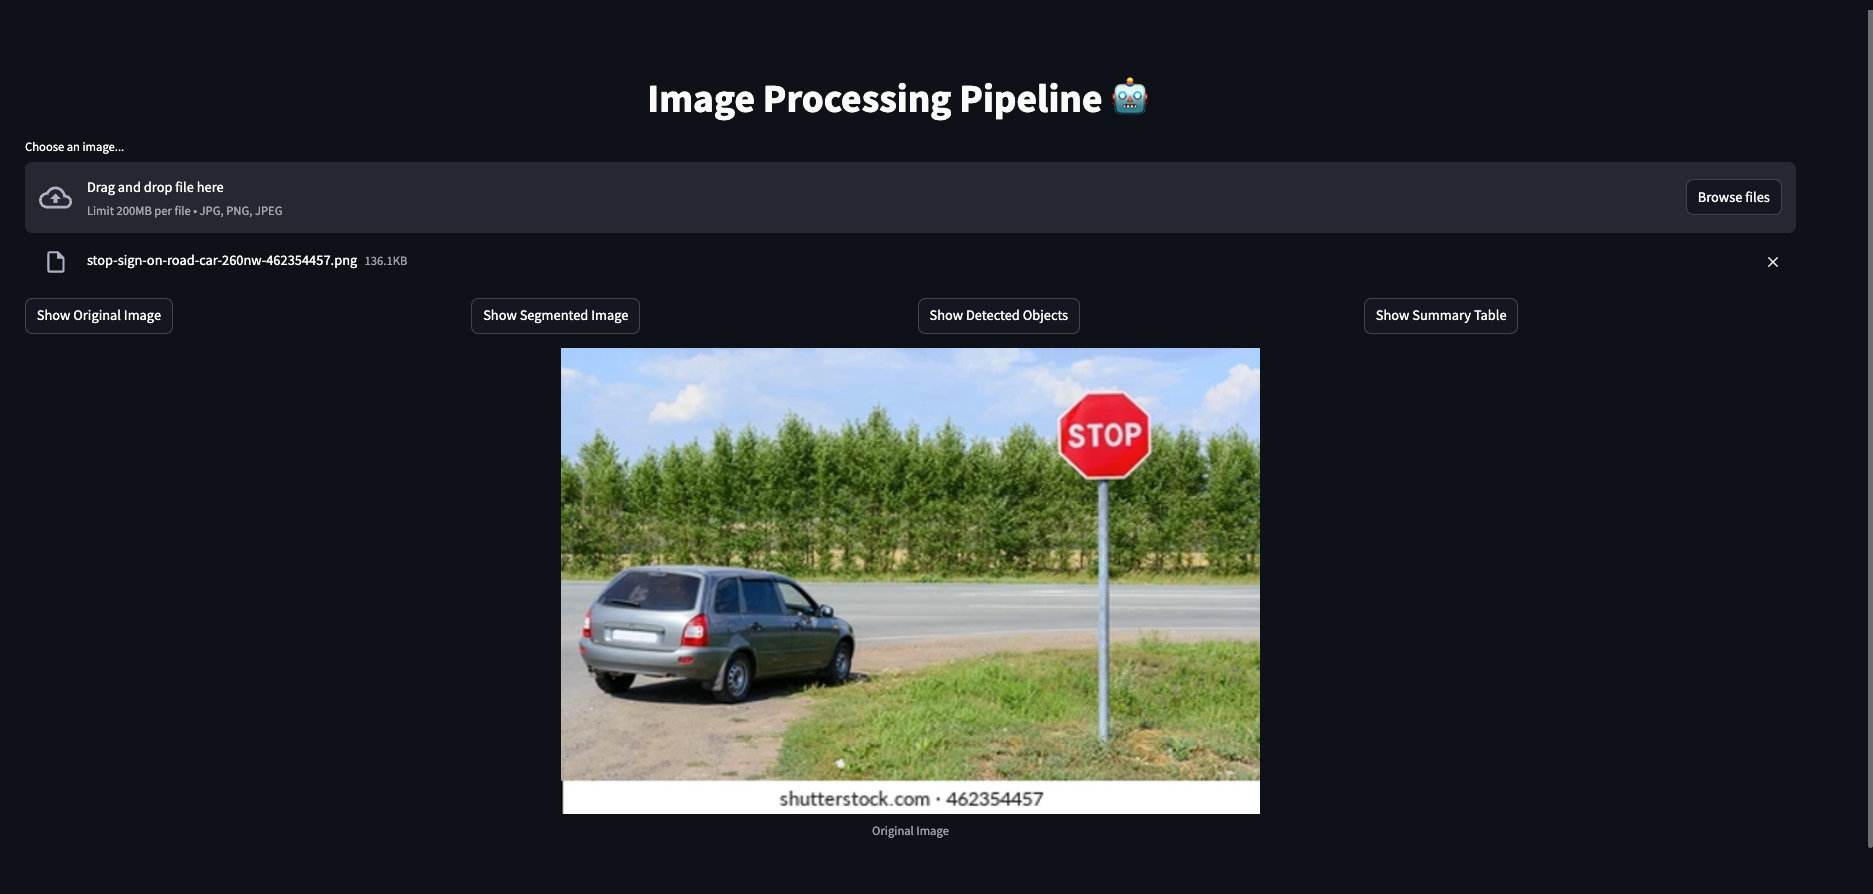 Image Processing Pipeline 🤖
Choose an image...
Drag and drop file here
Limit 200MB per file • JPG, PNG, JPEG
Browse files
stop-sign-on-road-car-260nw-462354457.png 136.1KB
Show Original Image
Show Segmented Image
Show Detected Objects
Show Summary Table
STOP
shutterstock.com · 462354457
Original Image